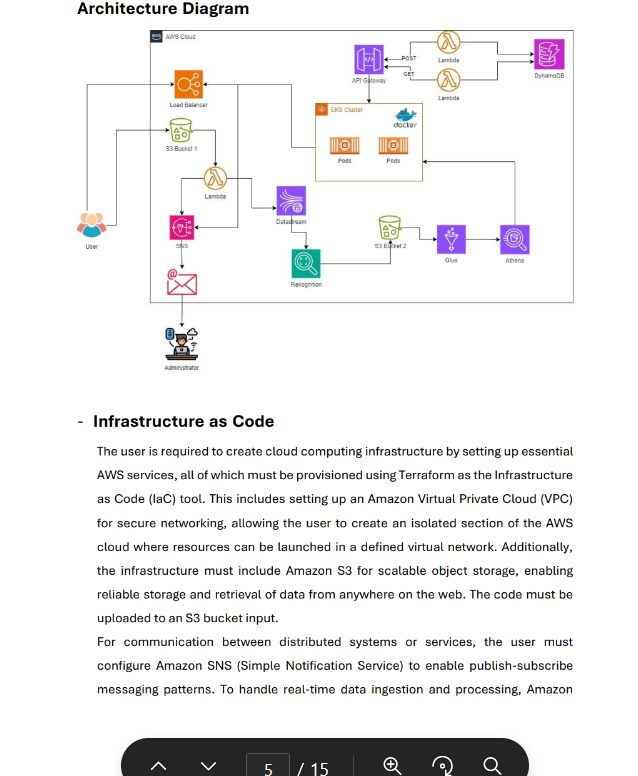 Architecture Diagram
aws AWS Cloud
Load Balancer
S3 Bucket 1
Lambda
SNS
User
Administrator
Datastream
Rekognition
API Gateway
POST
GET
Lambda
Lambda
DynamoDB
EKS Cluster
docker
Pods
Pods
S3 Bucket 2
Glue
Athena
- Infrastructure as Code
The user is required to create cloud computing infrastructure by setting up essential
AWS services, all of which must be provisioned using Terraform as the Infrastructure
as Code (IaC) tool. This includes setting up an Amazon Virtual Private Cloud (VPC)
for secure networking, allowing the user to create an isolated section of the AWS
cloud where resources can be launched in a defined virtual network. Additionally,
the infrastructure must include Amazon S3 for scalable object storage, enabling
reliable storage and retrieval of data from anywhere on the web. The code must be
uploaded to an S3 bucket input.
For communication between distributed systems or services, the user must
configure Amazon SNS (Simple Notification Service) to enable publish-subscribe
messaging patterns. To handle real-time data ingestion and processing, Amazon
5 / 15